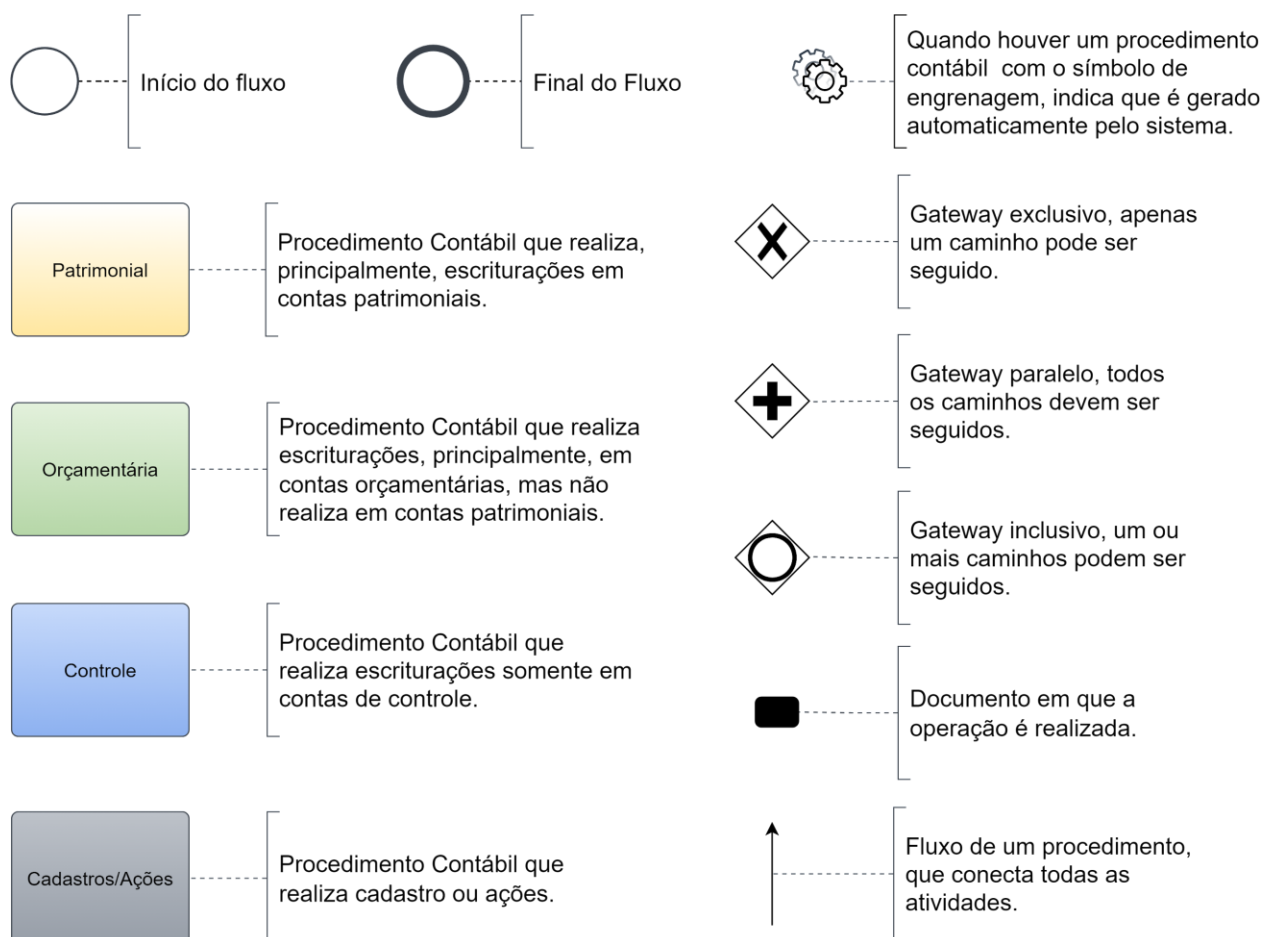 Início do fluxo
Final do Fluxo
Quando houver um procedimento
contábil com o símbolo de
engrenagem, indica que é gerado
automaticamente pelo sistema.
Patrimonial
Procedimento Contábil que realiza,
principalmente, escriturações em
contas patrimoniais.
Gateway exclusivo, apenas
um caminho pode ser
seguido.
Orçamentária
Procedimento Contábil que realiza
escriturações, principalmente, em
contas orçamentárias, mas não
realiza em contas patrimoniais.
Gateway paralelo, todos
os caminhos devem ser
seguidos.
Gateway inclusivo, um ou
mais caminhos podem ser
seguidos.
Controle
Procedimento Contábil que
realiza escriturações somente em
contas de controle.
Documento em que a
operação é realizada.
Cadastros/Ações
Procedimento Contábil que
realiza cadastro ou ações.
Fluxo de um procedimento,
que conecta todas as
atividades.